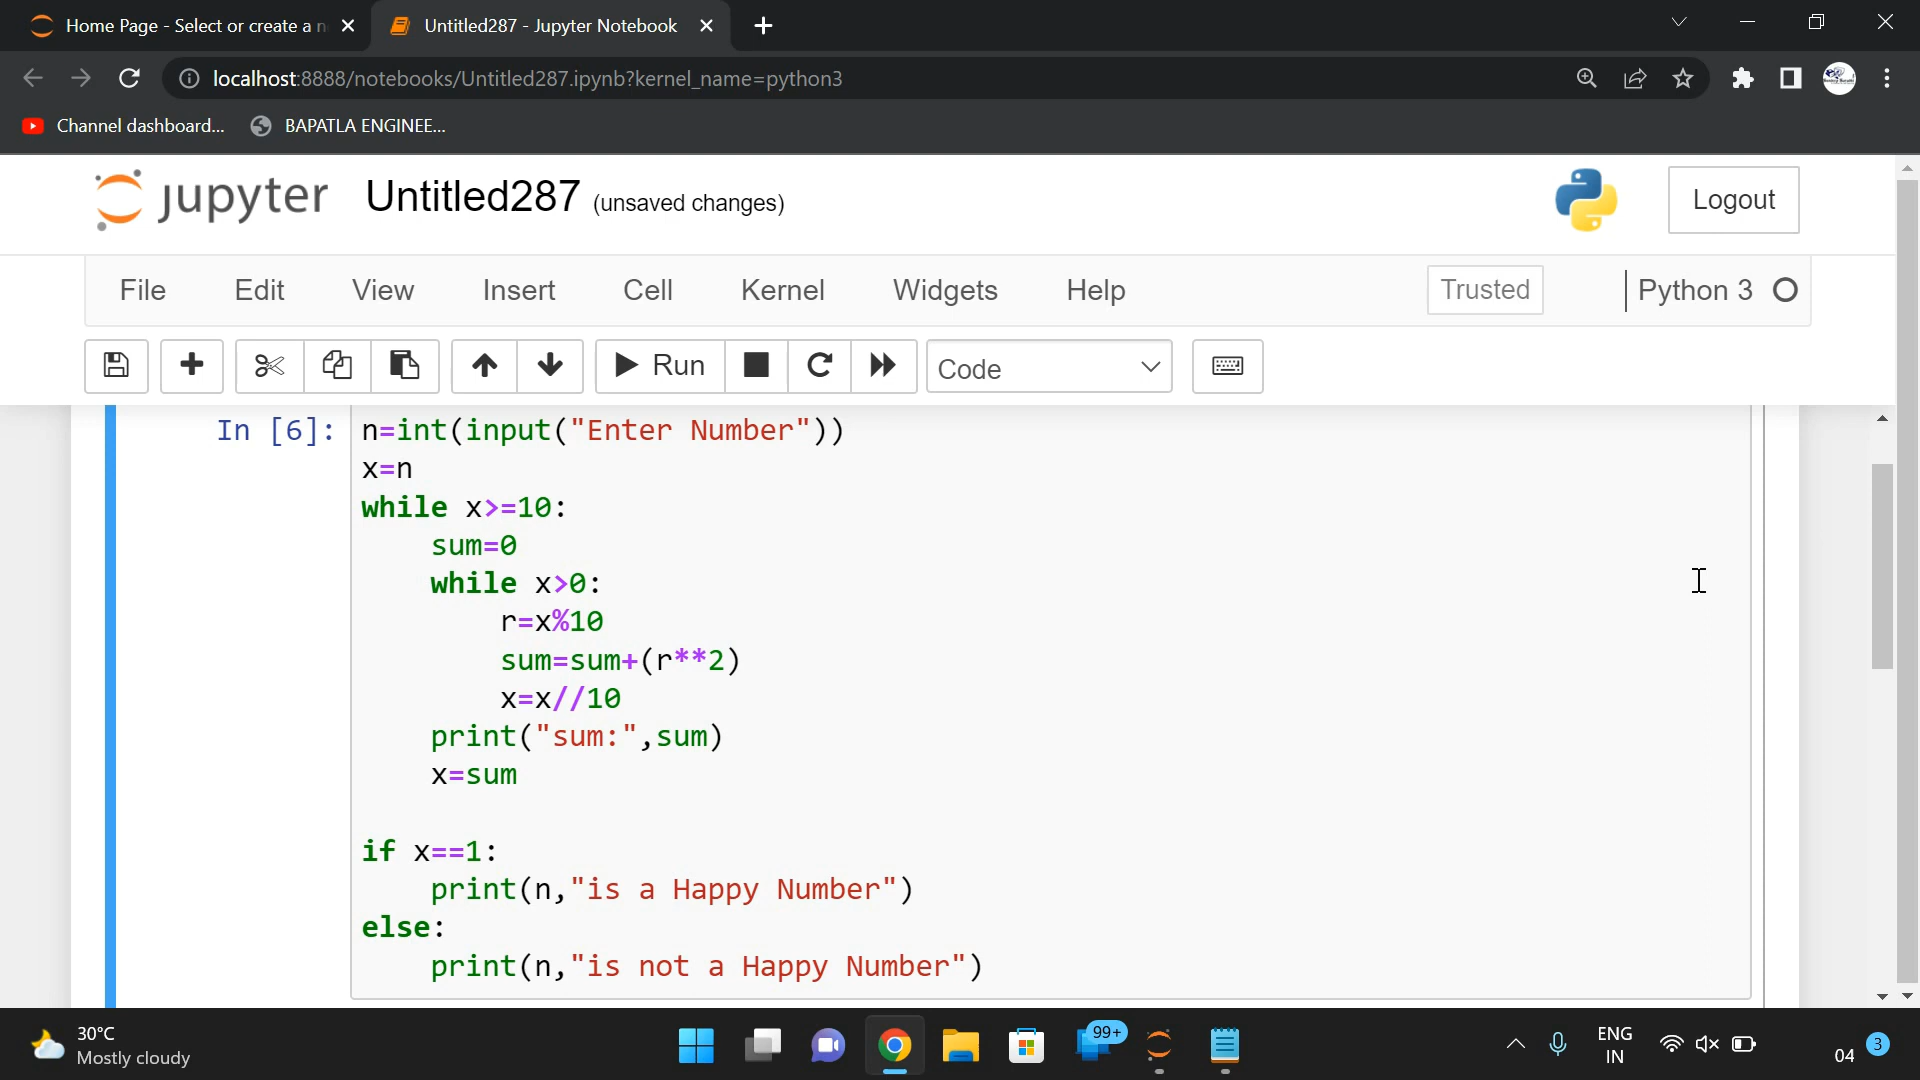 Home Page - Select or create a n
Untitled287 - Jupyter Notebook
localhost:8888/notebooks/Untitled287.ipynb?kernel_name=python3
Channel dashboard...
BAPATLA ENGINEE...
jupyter
Untitled287 (unsaved changes)
Logout
File Edit View Insert Cell Kernel Widgets Help
Trusted
Python 3
Run
Code
In [6]: n=int(input("Enter Number"))
x=n
while x>=10:
    sum=0
    while x>0:
        r=x%10
        sum=sum+(r**2)
        x=x//10
    print("sum:",sum)
    x=sum
if x==1:
    print(n,"is a Happy Number")
else:
    print(n,"is not a Happy Number")
30°C
Mostly cloudy
99+
ENG
IN
04
3